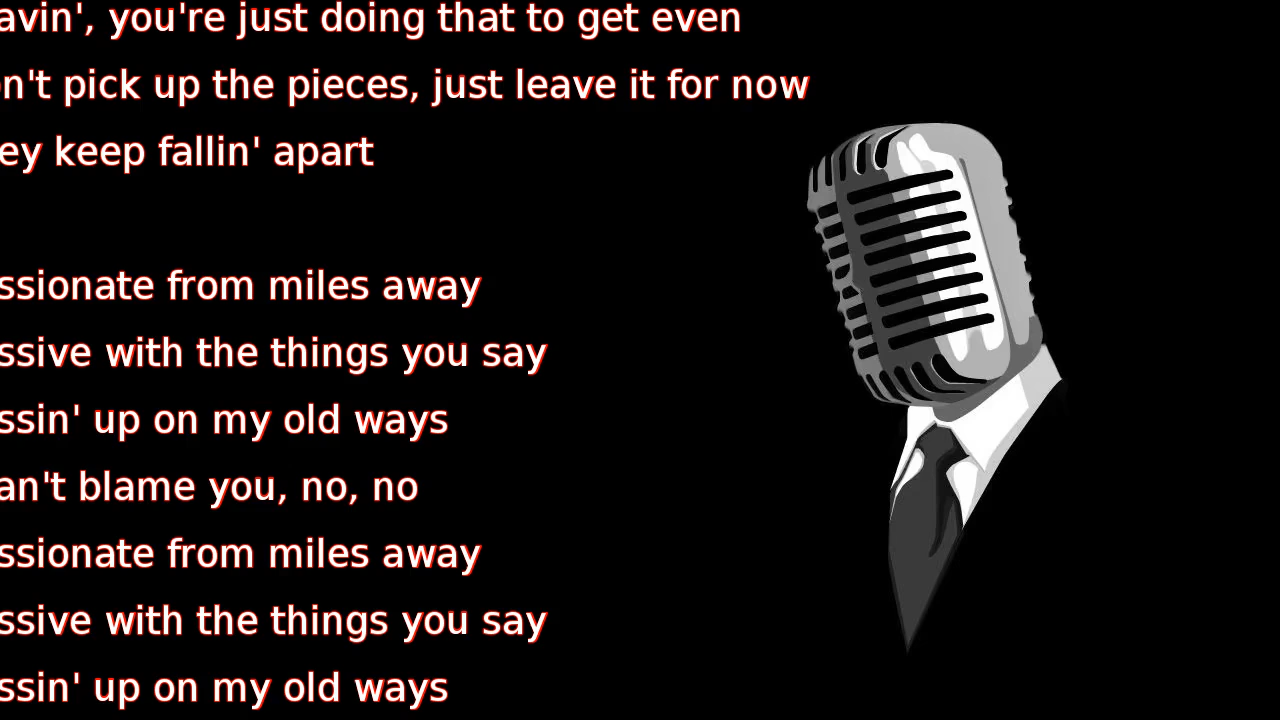 avin', you're just doing that to get even
n't pick up the pieces, just leave it for now
ey keep fallin' apart
ssionate from miles away
ssive with the things you say
ssin' up on my old ways
an't blame you, no, no
ssionate from miles away
ssive with the things you say
ssin' up on my old ways